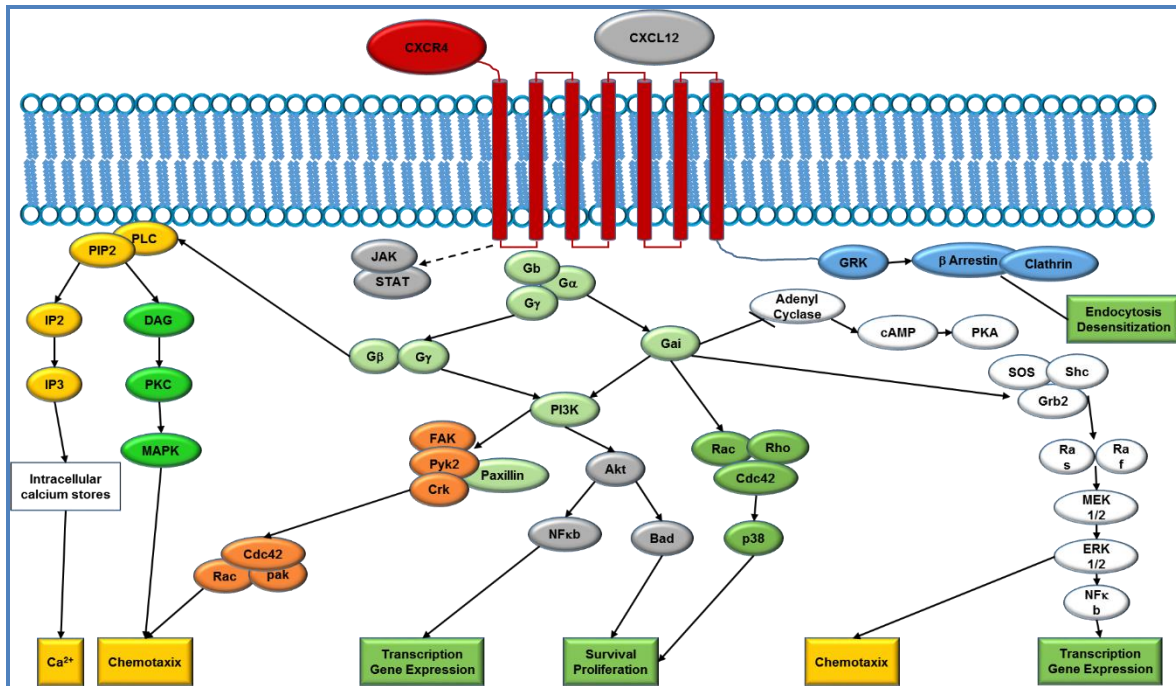 CXCR4
CXCL12
PLC
PIP2
JAK
STAT
Gb
Gα
Gγ
GRK
β Arrestin
Clathrin
Endocytosis
Desensitization
Adenyl
Cyclase
cAMP
PKA
IP2
DAG
Gβ
Gγ
Gai
SOS
Shc
Grb2
IP3
PKC
PI3K
MAPK
FAK
Pyk2
Crk
Paxillin
Akt
Rac
Rho
Cdc42
Ra
s
Ra
f
Intracellular
calcium stores
MEK
1/2
NFκb
Bad
p38
ERK
1/2
Cdc42
Rac
pak
NFκ
b
Ca²⁺
Chemotaxix
Transcription
Gene Expression
Survival
Proliferation
Chemotaxix
Transcription
Gene Expression